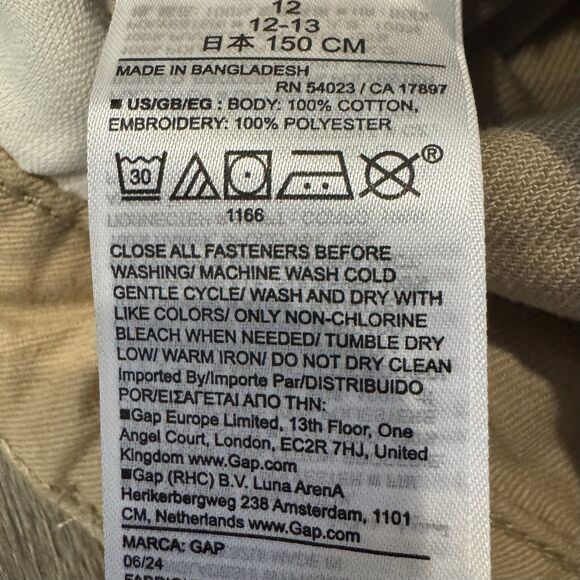 12
12-13
日本 150 CM
MADE IN BANGLADESH
RN 54023 / CA 17897
■ US/GB/EG : BODY: 100% COTTON,
EMBROIDERY: 100% POLYESTER
30
®
1166
CLOSE ALL FASTENERS BEFORE
WASHING/ MACHINE WASH COLD
GENTLE CYCLE/ WASH AND DRY WITH
LIKE COLORS/ ONLY NON-CHLORINE
BLEACH WHEN NEEDED/ TUMBLE DRY
LOW/ WARM IRON/ DO NOT DRY CLEAN
Imported By/Importe Par/DISTRIBUIDO
POR/ΕΙΣΑΓΕΤΑΙ ΑΠΟ ΤΗΝ:
■Gap Europe Limited, 13th Floor, One
Angel Court, London, EC2R 7HJ, United
Kingdom www.Gap.com
■Gap (RHC) B.V. Luna ArenA
Herikerbergweg 238 Amsterdam, 1101
CM, Netherlands www.Gap.com
MARCA: GAP
06/24